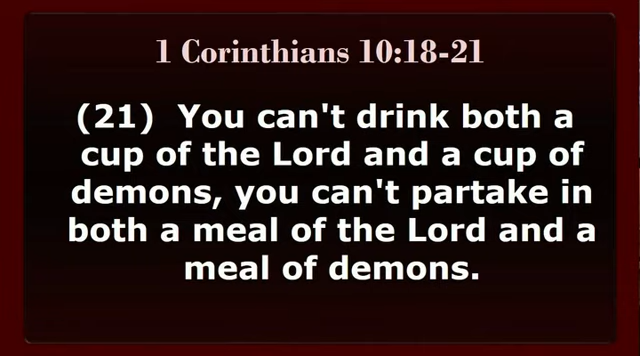 1 Corinthians 10:18-21
(21) You can't drink both a
cup of the Lord and a cup of
demons, you can't partake in
both a meal of the Lord and a
meal of demons.